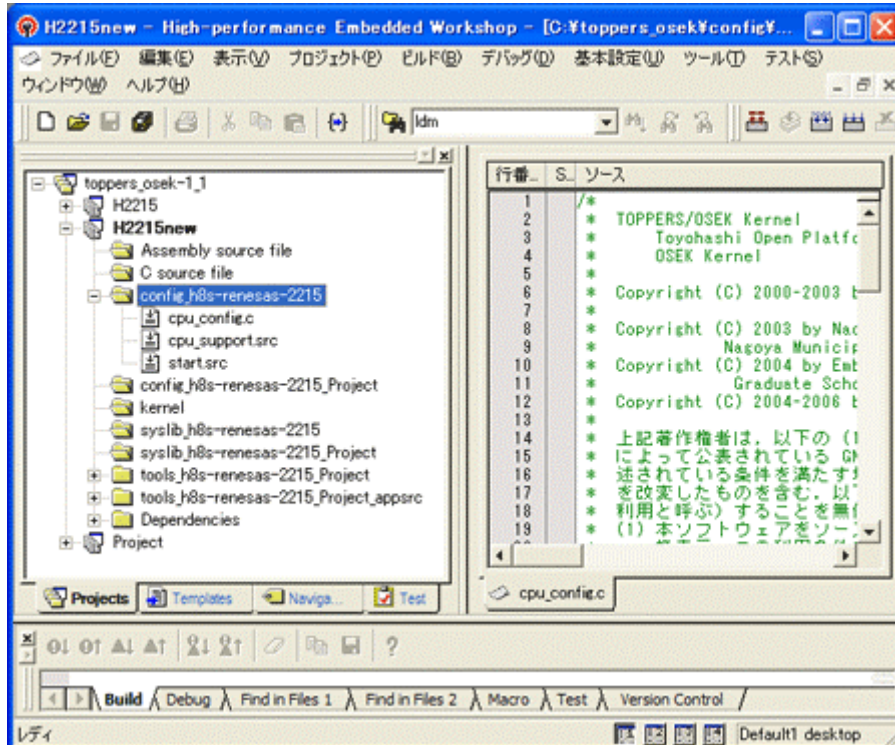 H2215new - High-performance Embedded Workshop - [C:¥toppers_osek¥config¥...
ファイル(F) 編集(E) 表示(V) プロジェクト(P) ビルド(B) デバッグ(D) 基本設定(U) ツール(T) テスト(S)
ウィンドウ(W) ヘルプ(H)
ldm
toppers_osek-1_1
H2215
H2215new
Assembly source file
C source file
config_h8s-renesas-2215
cpu_config.c
cpu_support.src
start.src
config_h8s-renesas-2215_Project
kernel
syslib_h8s-renesas-2215
syslib_h8s-renesas-2215_Project
tools_h8s-renesas-2215_Project
tools_h8s-renesas-2215_Project_appsrc
Dependencies
Project
Projects Templates Naviga... Test
行番... S.. ソース
1 /*
2 * TOPPERS/OSEK Kernel
3 * Toyohashi Open Platfo
4 * OSEK Kernel
5 *
6 * Copyright (C) 2000-2003 b
7 *
8 * Copyright (C) 2003 by Nag
9 * Nagoya Municip
10 * Copyright (C) 2004 by Emb
11 * Graduate Scho
12 * Copyright (C) 2004-2006 b
13 *
14 * 上記著作権者は，以下の (1
15 * によって公表されている GN
16 * 述されている条件を満たす
17 * を改変したものを含む．以
18 * 利用と呼ぶ）することを無
19 * (1) 本ソフトウェアをソー
cpu_config.c
Build Debug Find in Files 1 Find in Files 2 Macro Test Version Control
レディ Default1 desktop